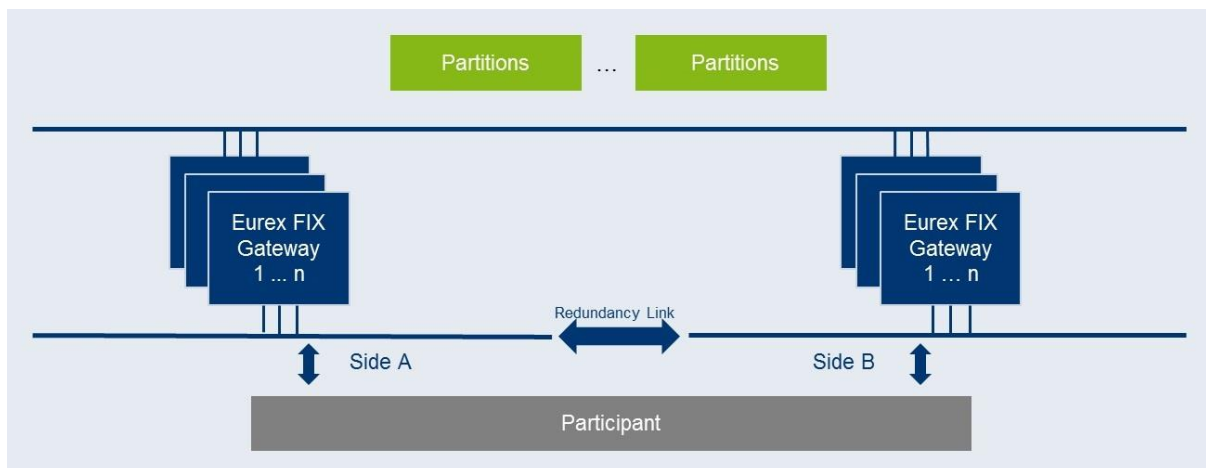 Partitions ... Partitions
Eurex FIX
Gateway
1 ... n
Eurex FIX
Gateway
1 ... n
Redundancy Link
Side A
Side B
Participant